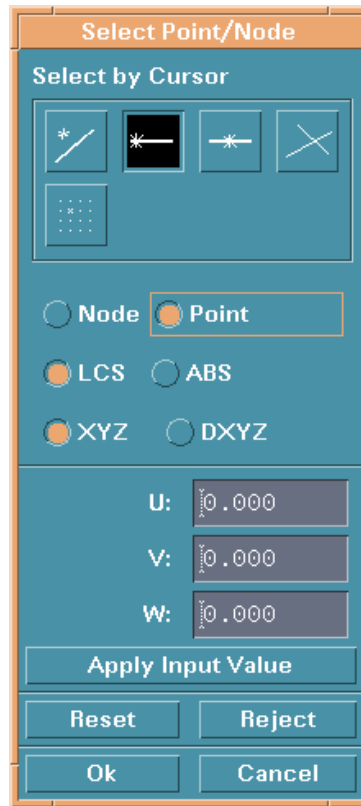 Select Point/Node
Select by Cursor
Node Point
LCS ABS
XYZ DXYZ
U: 0.000
V: 0.000
W: 0.000
Apply Input Value
Reset Reject
Ok Cancel